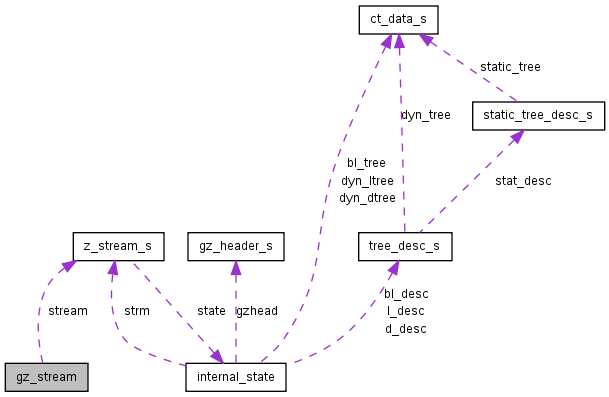 ct_data_s
static_tree
static_tree_desc_s
dyn_tree
bl_tree
dyn_ltree
dyn_dtree
stat_desc
z_stream_s
gz_header_s
tree_desc_s
stream
strm
state
gzhead
bl_desc
l_desc
d_desc
gz_stream
internal_state